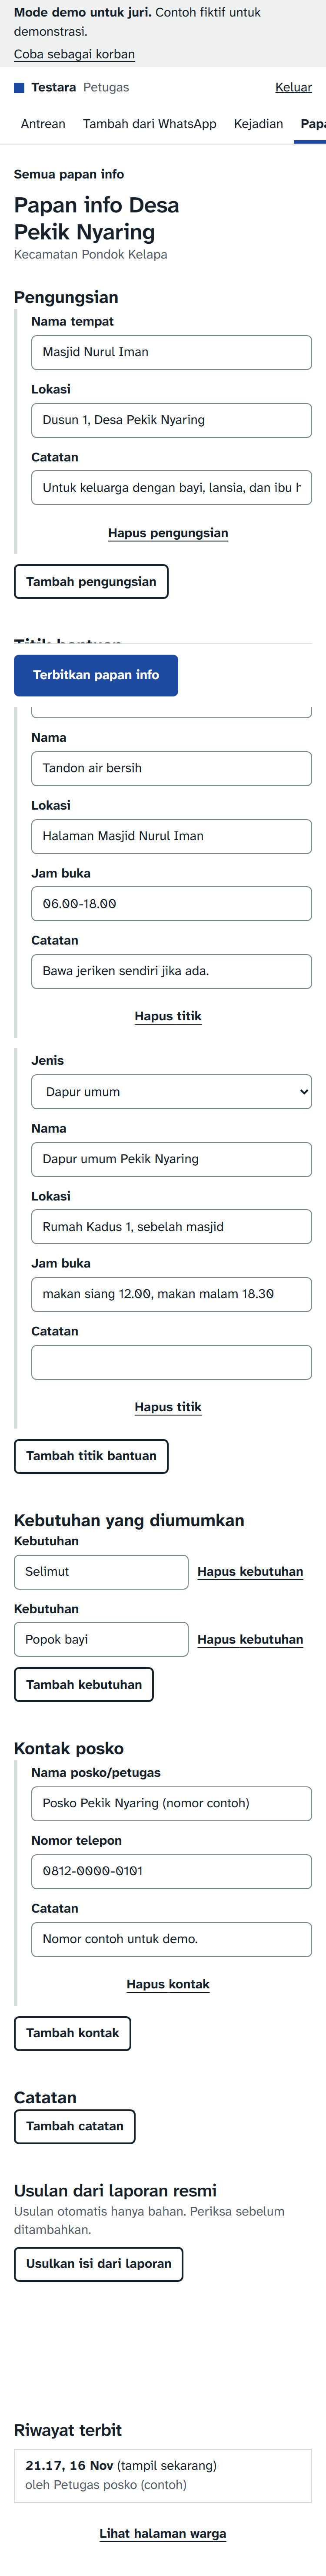 Mode demo untuk juri. Contoh fiktif untuk
demonstrasi.
Coba sebagai korban
Testara Petugas
Keluar
Antrean
Tambah dari WhatsApp
Kejadian
Semua papan info
Papan info Desa
Pekik Nyaring
Kecamatan Pondok Kelapa
Pengungsian
Nama tempat
Masjid Nurul Iman
Lokasi
Dusun 1, Desa Pekik Nyaring
Catatan
Untuk keluarga dengan bayi, lansia, dan ibu
Hapus pengungsian
Tambah pengungsian
Titik bantuan
Terbitkan papan info
Nama
Tandon air bersih
Lokasi
Halaman Masjid Nurul Iman
Jam buka
06.00-18.00
Catatan
Bawa jeriken sendiri jika ada.
Hapus titik
Jenis
Dapur umum
Nama
Dapur umum Pekik Nyaring
Lokasi
Rumah Kadus 1, sebelah masjid
Jam buka
makan siang 12.00, makan malam 18.30
Catatan
Hapus titik
Tambah titik bantuan
Kebutuhan yang diumumkan
Kebutuhan
Selimut
Hapus kebutuhan
Kebutuhan
Popok bayi
Hapus kebutuhan
Tambah kebutuhan
Kontak posko
Nama posko/petugas
Posko Pekik Nyaring (nomor contoh)
Nomor telepon
0812-0000-0101
Catatan
Nomor contoh untuk demo.
Hapus kontak
Tambah kontak
Catatan
Tambah catatan
Usulan dari laporan resmi
Usulan otomatis hanya bahan. Periksa sebelum
ditambahkan.
Usulkan isi dari laporan
Riwayat terbit
21.17, 16 Nov (tampil sekarang)
oleh Petugas posko (contoh)
Lihat halaman warga